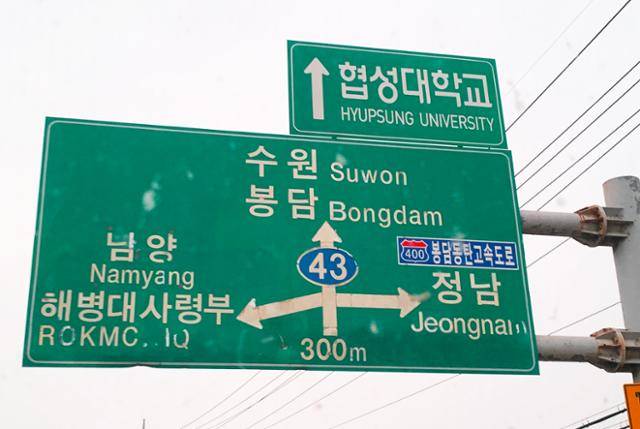 협성대학교
HYUPSUNG UNIVERSITY
수원 Suwon
봉담 Bongdam
남양
Namyang
해병대사령부
ROKMC
43
400 봉담동탄고속도로
정남
Jeongnam
300m